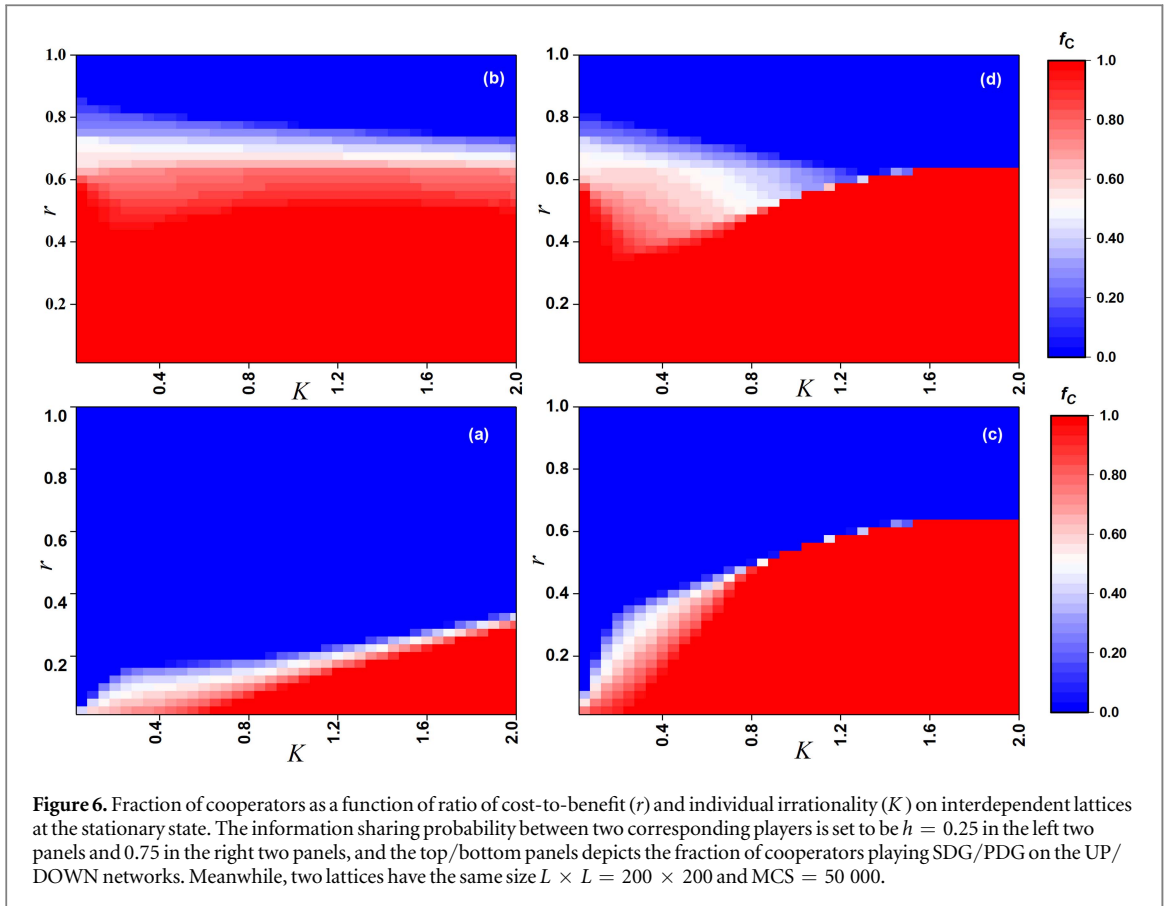 1.0
0.8
0.6
0.4
0.2
r
(b)
0.4
0.8
1.2
1.6
2.0
K
1.0
0.8
0.6
0.4
0.2
r
(d)
0.4
0.8
1.2
1.6
2.0
K
fC
1.0
0.80
0.60
0.40
0.20
0.0
1.0
0.8
0.6
0.4
0.2
r
(a)
0.4
0.8
1.2
1.6
2.0
K
1.0
0.8
0.6
0.4
0.2
r
(c)
0.4
0.8
1.2
1.6
2.0
K
fC
1.0
0.80
0.60
0.40
0.20
0.0
Figure 6. Fraction of cooperators as a function of ratio of cost-to-benefit (r) and individual irrationality (K) on interdependent lattices
at the stationary state. The information sharing probability between two corresponding players is set to be h = 0.25 in the left two
panels and 0.75 in the right two panels, and the top/bottom panels depicts the fraction of cooperators playing SDG/PDG on the UP/
DOWN networks. Meanwhile, two lattices have the same size L × L = 200 × 200 and MCS = 50 000.